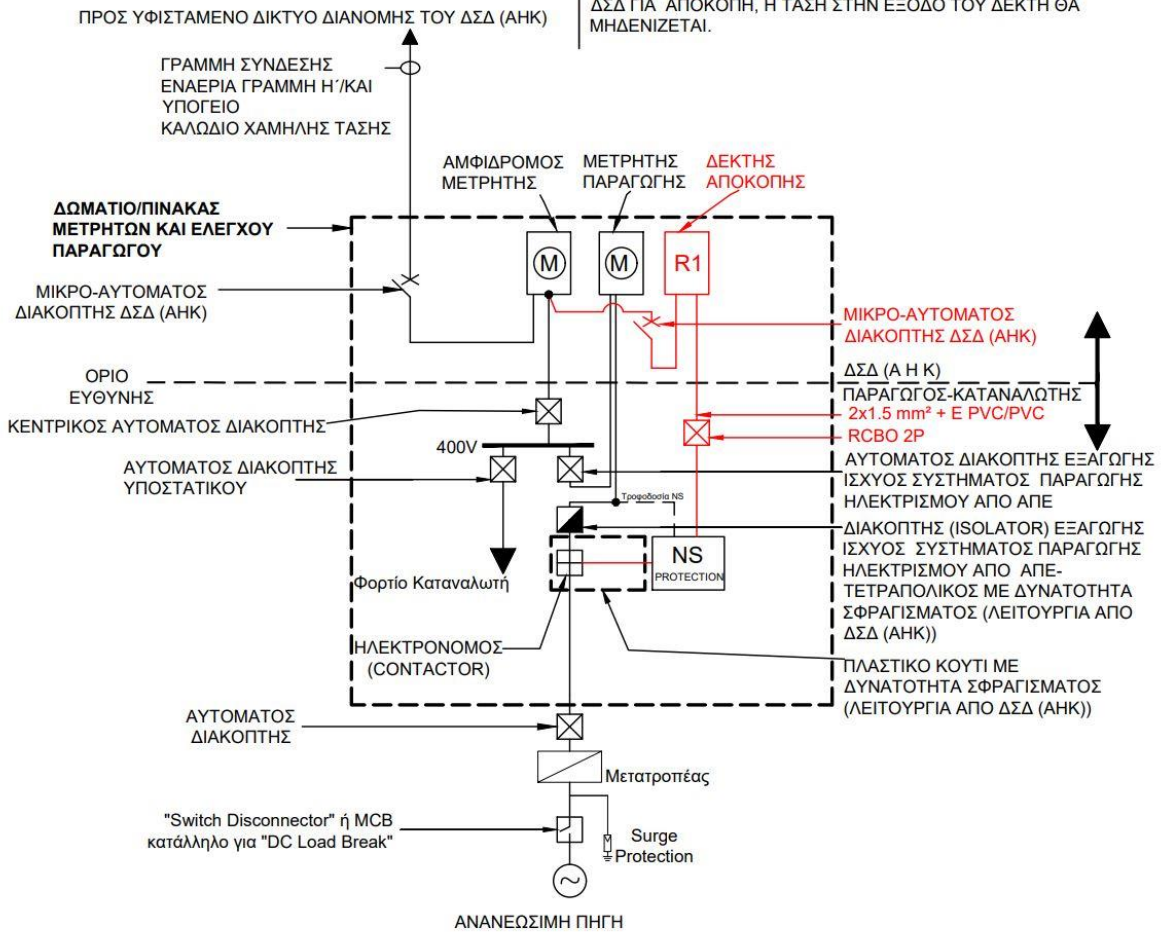 ΠΡΟΣ ΥΦΙΣΤΑΜΕΝΟ ΔΙΚΤΥΟ ΔΙΑΝΟΜΗΣ ΤΟΥ ΔΣΔ (ΑΗΚ)
ΔΣΔ ΓΙΑ ΑΠΟΚΟΠΗ, Η ΤΑΣΗ ΣΤΗΝ ΕΞΟΔΟ ΤΟΥ ΔΕΚΤΗ ΘΑ
ΜΗΔΕΝΙΖΕΤΑΙ.
ΓΡΑΜΜΗ ΣΥΝΔΕΣΗΣ
ΕΝΑΕΡΙΑ ΓΡΑΜΜΗ Η΄/ΚΑΙ
ΥΠΟΓΕΙΟ
ΚΑΛΩΔΙΟ ΧΑΜΗΛΗΣ ΤΑΣΗΣ
ΑΜΦΙΔΡΟΜΟΣ
ΜΕΤΡΗΤΗΣ
ΜΕΤΡΗΤΗΣ
ΠΑΡΑΓΩΓΗΣ
ΔΕΚΤΗΣ
ΑΠΟΚΟΠΗΣ
ΔΩΜΑΤΙΟ/ΠΙΝΑΚΑΣ
ΜΕΤΡΗΤΩΝ ΚΑΙ ΕΛΕΓΧΟΥ
ΠΑΡΑΓΩΓΟΥ
M
M
R1
ΜΙΚΡΟ-ΑΥΤΟΜΑΤΟΣ
ΔΙΑΚΟΠΤΗΣ ΔΣΔ (ΑΗΚ)
ΜΙΚΡΟ-ΑΥΤΟΜΑΤΟΣ
ΔΙΑΚΟΠΤΗΣ ΔΣΔ (ΑΗΚ)
ΟΡΙΟ
ΕΥΘΥΝΗΣ
ΔΣΔ (Α Η Κ)
ΠΑΡΑΓΩΓΟΣ-ΚΑΤΑΝΑΛΩΤΗΣ
2x1.5 mm² + E PVC/PVC
RCBO 2P
ΚΕΝΤΡΙΚΟΣ ΑΥΤΟΜΑΤΟΣ ΔΙΑΚΟΠΤΗΣ
400V
ΑΥΤΟΜΑΤΟΣ ΔΙΑΚΟΠΤΗΣ
ΥΠΟΣΤΑΤΙΚΟΥ
ΑΥΤΟΜΑΤΟΣ ΔΙΑΚΟΠΤΗΣ ΕΞΑΓΩΓΗΣ
ΙΣΧΥΟΣ ΣΥΣΤΗΜΑΤΟΣ ΠΑΡΑΓΩΓΗΣ
ΗΛΕΚΤΡΙΣΜΟΥ ΑΠΟ ΑΠΕ
Τροφοδοσία NS
ΔΙΑΚΟΠΤΗΣ (ISOLATOR) ΕΞΑΓΩΓΗΣ
ΙΣΧΥΟΣ ΣΥΣΤΗΜΑΤΟΣ ΠΑΡΑΓΩΓΗΣ
ΗΛΕΚΤΡΙΣΜΟΥ ΑΠΟ ΑΠΕ-
ΤΕΤΡΑΠΟΛΙΚΟΣ ΜΕ ΔΥΝΑΤΟΤΗΤΑ
ΣΦΡΑΓΙΣΜΑΤΟΣ (ΛΕΙΤΟΥΡΓΙΑ ΑΠΟ
ΔΣΔ (ΑΗΚ))
NS
PROTECTION
Φορτίο Καταναλωτή
ΗΛΕΚΤΡΟΝΟΜΟΣ
(CONTACTOR)
ΠΛΑΣΤΙΚΟ ΚΟΥΤΙ ΜΕ
ΔΥΝΑΤΟΤΗΤΑ ΣΦΡΑΓΙΣΜΑΤΟΣ
(ΛΕΙΤΟΥΡΓΙΑ ΑΠΟ ΔΣΔ (ΑΗΚ))
ΑΥΤΟΜΑΤΟΣ
ΔΙΑΚΟΠΤΗΣ
Μετατροπέας
"Switch Disconnector" ή MCB
κατάλληλο για "DC Load Break"
Surge
Protection
ΑΝΑΝΕΩΣΙΜΗ ΠΗΓΗ